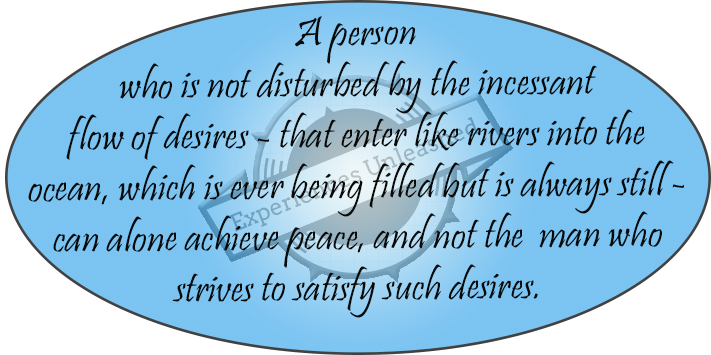 A person
who is not disturbed by the incessant
flow of desires – that enter like rivers into the
ocean, which is ever being filled but is always still –
can alone achieve peace, and not the man who
strives to satisfy such desires.
Experiences Unleashed